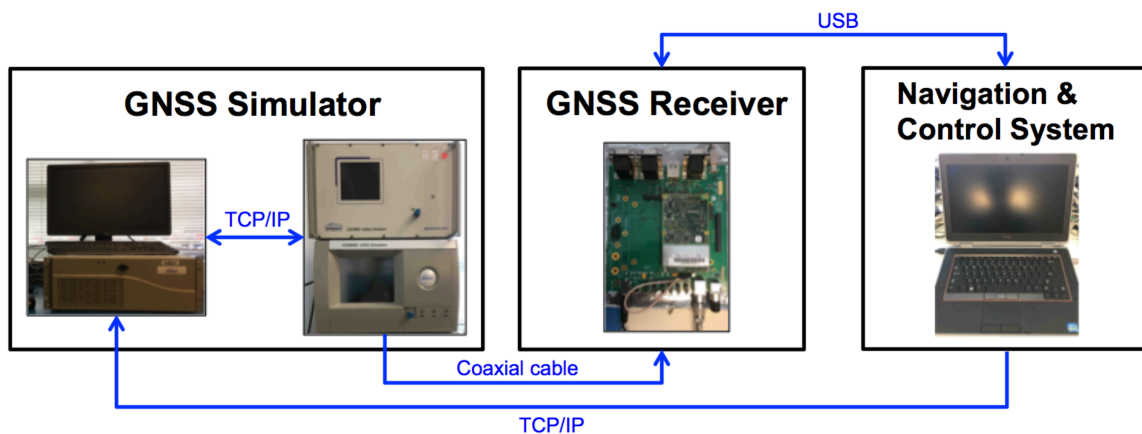 USB
GNSS Simulator
GNSS Receiver
Navigation &
Control System
TCP/IP
Coaxial cable
TCP/IP